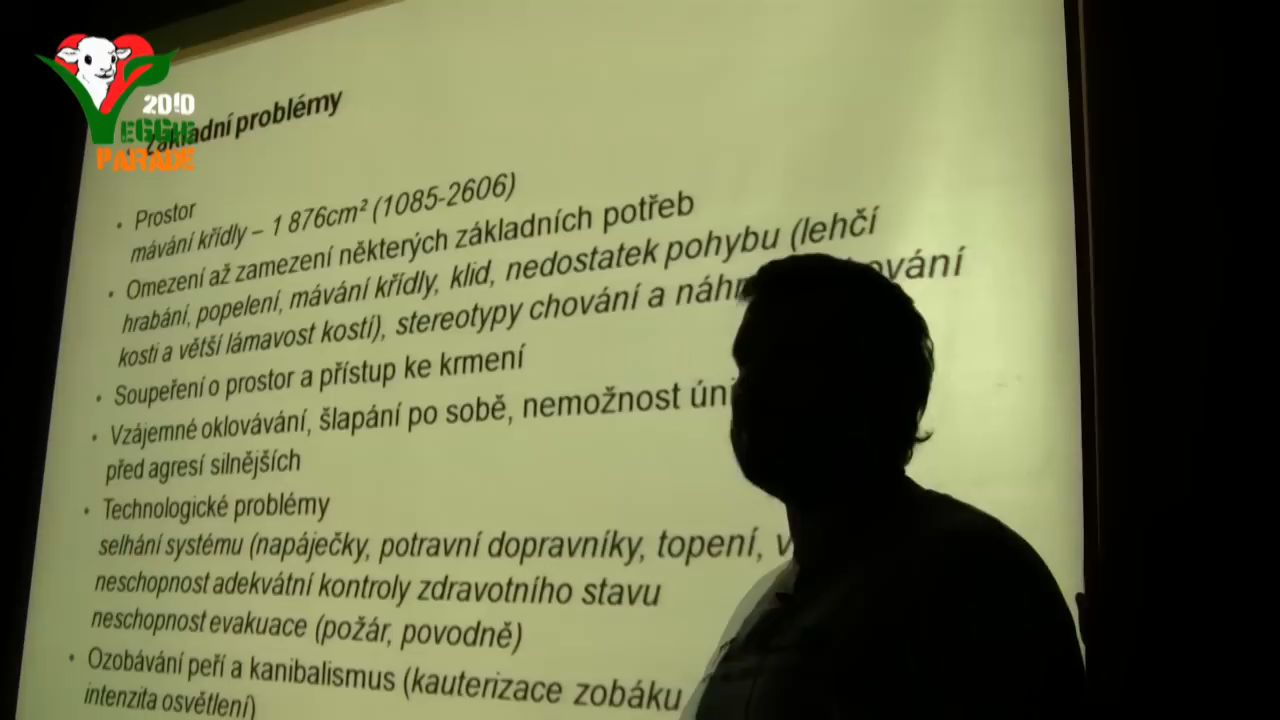 2010
VEGGIE
PARADE
Základní problémy
• Prostor
mávání křídly – 1 876cm² (1085-2606)
• Omezení až zamezení některých základních potřeb
hrabání, popelení, mávání křídly, klid, nedostatek pohybu (lehčí
kosti a větší lámavost kostí), stereotypy chování a
• Soupeření o prostor a přístup ke krmení
• Vzájemné oklovávání, šlapání po sobě, nemožnost
před agresí silnějších
• Technologické problémy
selhání systému (napáječky, potravní dopravníky, topení,
neschopnost adekvátní kontroly zdravotního stavu
neschopnost evakuace (požár, povodně)
• Ozobávání peří a kanibalismus (kauterizace zobáku
intenzita osvětlení)